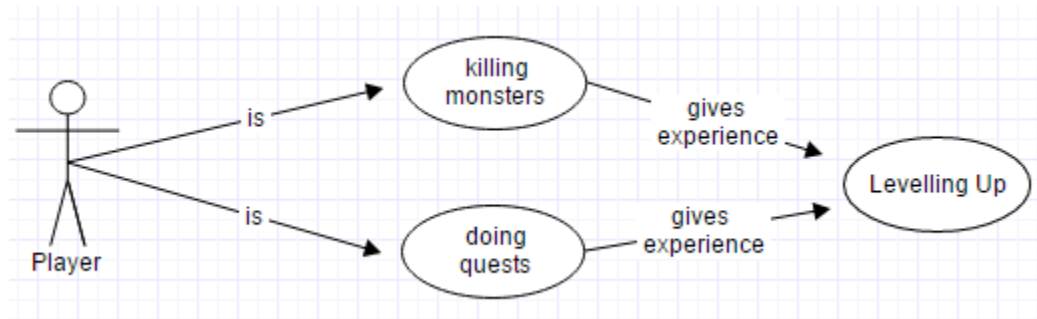 killing
monsters
is
gives
experience
Levelling Up
is
gives
experience
doing
quests
Player